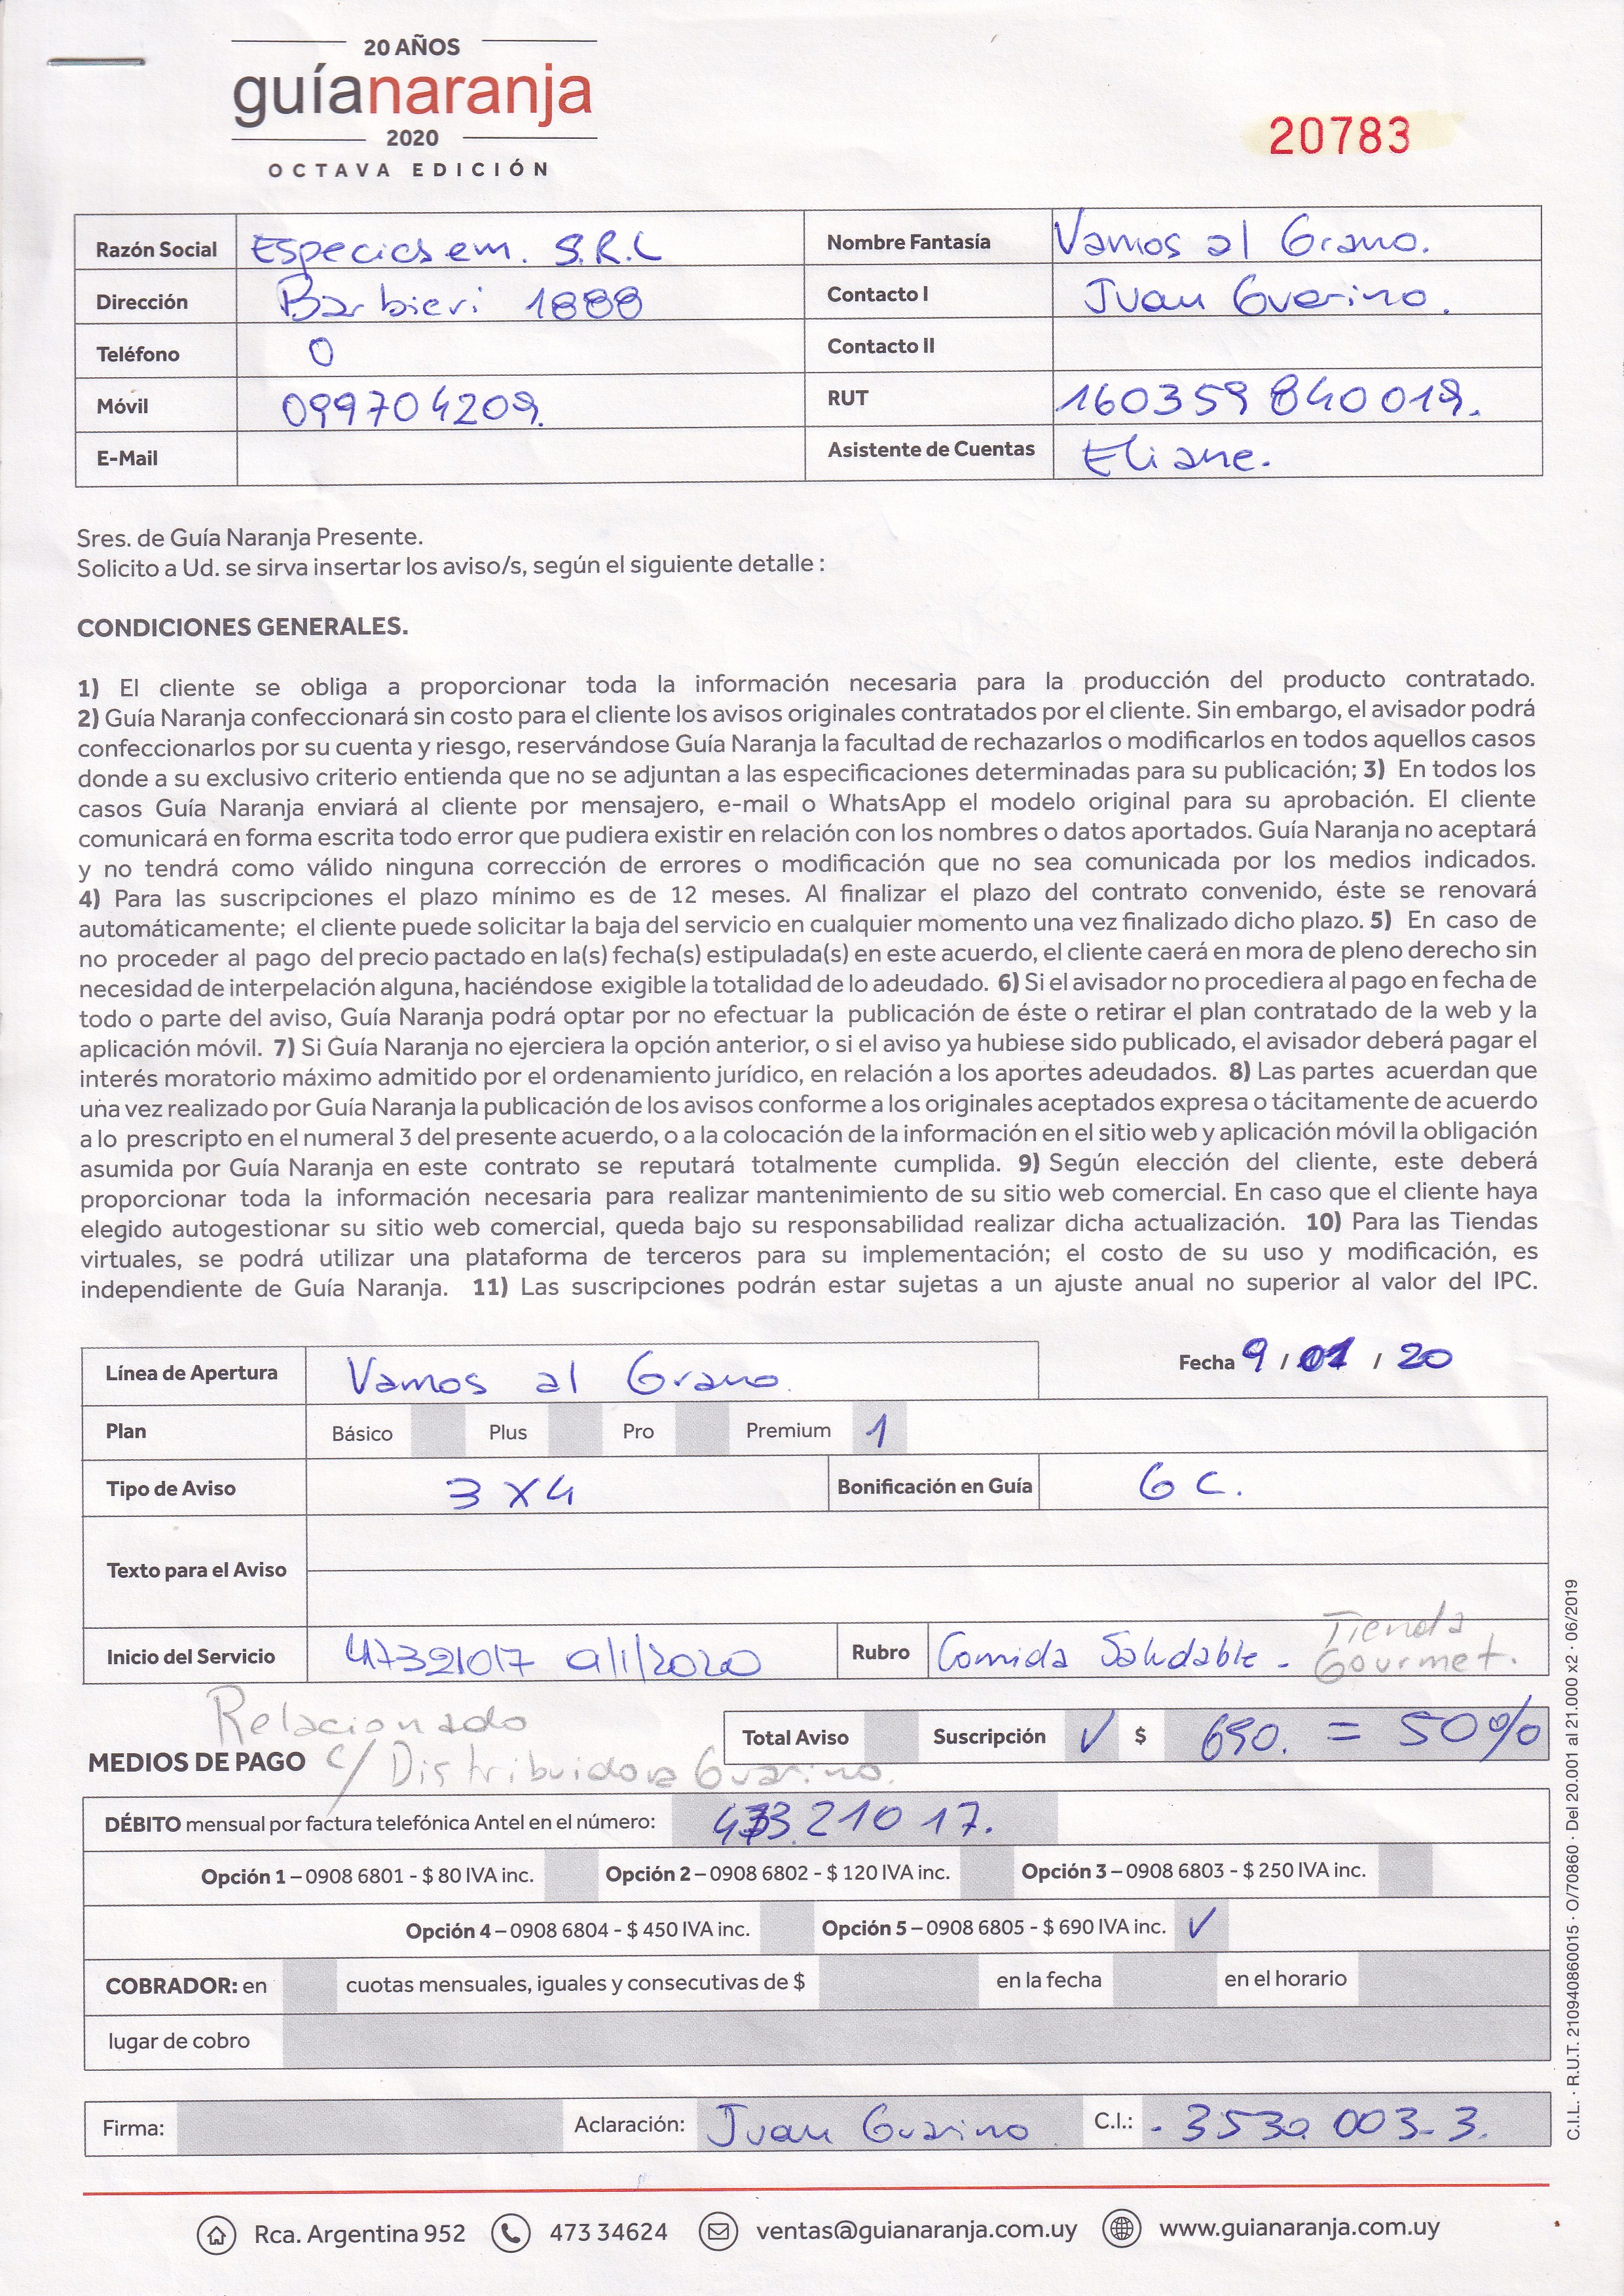 20 AÑOS
guíanaranja
2020
OCTAVA EDICIÓN
20783
Razón Social Especiasem. S.R.L Nombre Fantasía Vamos al Grano.
Dirección Barbieri 1888 Contacto I Juan Guarino.
Teléfono 0 Contacto II
Móvil 099704209. RUT 160359840019.
E-Mail Asistente de Cuentas Eliane.
Sres. de Guía Naranja Presente.
Solicito a Ud. se sirva insertar los aviso/s, según el siguiente detalle :
CONDICIONES GENERALES.
1) El cliente se obliga a proporcionar toda la información necesaria para la producción del producto contratado.
2) Guía Naranja confeccionará sin costo para el cliente los avisos originales contratados por el cliente. Sin embargo, el avisador podrá
confeccionarlos por su cuenta y riesgo, reservándose Guía Naranja la facultad de rechazarlos o modificarlos en todos aquellos casos
donde a su exclusivo criterio entienda que no se adjuntan a las especificaciones determinadas para su publicación; 3) En todos los
casos Guía Naranja enviará al cliente por mensajero, e-mail o WhatsApp el modelo original para su aprobación. El cliente
comunicará en forma escrita todo error que pudiera existir en relación con los nombres o datos aportados. Guía Naranja no aceptará
y no tendrá como válido ninguna corrección de errores o modificación que no sea comunicada por los medios indicados.
4) Para las suscripciones el plazo mínimo es de 12 meses. Al finalizar el plazo del contrato convenido, éste se renovará
automáticamente; el cliente puede solicitar la baja del servicio en cualquier momento una vez finalizado dicho plazo. 5) En caso de
no proceder al pago del precio pactado en la(s) fecha(s) estipulada(s) en este acuerdo, el cliente caerá en mora de pleno derecho sin
necesidad de interpelación alguna, haciéndose exigible la totalidad de lo adeudado. 6) Si el avisador no procediera al pago en fecha de
todo o parte del aviso, Guía Naranja podrá optar por no efectuar la publicación de éste o retirar el plan contratado de la web y la
aplicación móvil. 7) Si Guía Naranja no ejerciera la opción anterior, o si el aviso ya hubiese sido publicado, el avisador deberá pagar el
interés moratorio máximo admitido por el ordenamiento jurídico, en relación a los aportes adeudados. 8) Las partes acuerdan que
una vez realizado por Guía Naranja la publicación de los avisos conforme a los originales aceptados expresa o tácitamente de acuerdo
a lo prescripto en el numeral 3 del presente acuerdo, o a la colocación de la información en el sitio web y aplicación móvil la obligación
asumida por Guía Naranja en este contrato se reputará totalmente cumplida. 9) Según elección del cliente, este deberá
proporcionar toda la información necesaria para realizar mantenimiento de su sitio web comercial. En caso que el cliente haya
elegido autogestionar su sitio web comercial, queda bajo su responsabilidad realizar dicha actualización. 10) Para las Tiendas
virtuales, se podrá utilizar una plataforma de terceros para su implementación; el costo de su uso y modificación, es
independiente de Guía Naranja. 11) Las suscripciones podrán estar sujetas a un ajuste anual no superior al valor del IPC.
Línea de Apertura Vamos al Grano. Fecha 9 / 01 / 20
Plan Básico Plus Pro Premium 1
Tipo de Aviso 3 X 4 Bonificación en Guía 6 C.
Texto para el Aviso
Inicio del Servicio 47321017 9/1/2020 Rubro Comida Saludable - Tienda
Gourmet.
Relacionado
Total Aviso Suscripción ✓ $ 690. = 50%
MEDIOS DE PAGO c/ Distribuidora Guarino.
DÉBITO mensual por factura telefónica Antel en el número: 473.210 17.
Opción 1 – 0908 6801 - $ 80 IVA inc. Opción 2 – 0908 6802 - $ 120 IVA inc. Opción 3 – 0908 6803 - $ 250 IVA inc.
Opción 4 – 0908 6804 - $ 450 IVA inc. Opción 5 – 0908 6805 - $ 690 IVA inc. ✓
COBRADOR: en cuotas mensuales, iguales y consecutivas de $ en la fecha en el horario
lugar de cobro
Firma: Aclaración: Juan Guarino C.I.: - 3530 003-3.
Rca. Argentina 952 473 34624 ventas@guianaranja.com.uy www.guianaranja.com.uy
C.I.L. · R.U.T. 210940860015 · O/70860 · Del 20.001 al 21.000 x2 · 06/2019